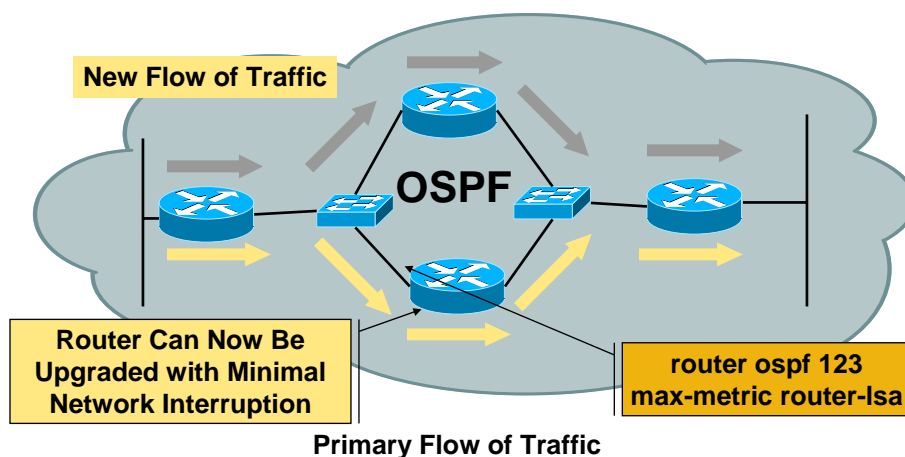 New Flow of Traffic
OSPF
Router Can Now Be
Upgraded with Minimal
Network Interruption
router ospf 123
max-metric router-lsa
Primary Flow of Traffic